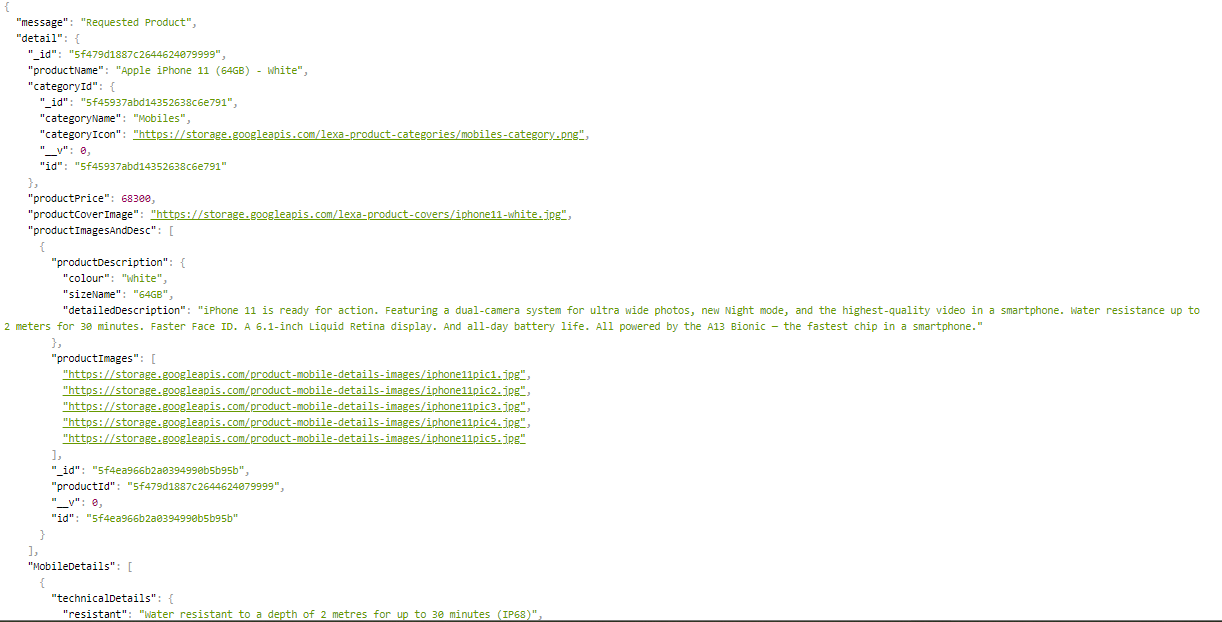 {
"message": "Requested Product",
"detail": {
"_id": "5f479d1887c2644624079999",
"productName": "Apple iPhone 11 (64GB) - White",
"categoryId": {
"_id": "5f45937abd14352638c6e791",
"categoryName": "Mobiles",
"categoryIcon": "https://storage.googleapis.com/lexa-product-categories/mobiles-category.png",
"__v": 0,
"id": "5f45937abd14352638c6e791"
},
"productPrice": 68300,
"productCoverImage": "https://storage.googleapis.com/lexa-product-covers/iphone11-white.jpg",
"productImagesAndDesc": [
{
"productDescription": {
"colour": "White",
"sizeName": "64GB",
"detailedDescription": "iPhone 11 is ready for action. Featuring a dual-camera system for ultra wide photos, new Night mode, and the highest-quality video in a smartphone. Water resistance up to
2 meters for 30 minutes. Faster Face ID. A 6.1-inch Liquid Retina display. And all-day battery life. All powered by the A13 Bionic — the fastest chip in a smartphone."
},
"productImages": [
"https://storage.googleapis.com/product-mobile-details-images/iphone11pic1.jpg",
"https://storage.googleapis.com/product-mobile-details-images/iphone11pic2.jpg",
"https://storage.googleapis.com/product-mobile-details-images/iphone11pic3.jpg",
"https://storage.googleapis.com/product-mobile-details-images/iphone11pic4.jpg",
"https://storage.googleapis.com/product-mobile-details-images/iphone11pic5.jpg"
],
"_id": "5f4ea966b2a0394990b5b95b",
"productId": "5f479d1887c2644624079999",
"__v": 0,
"id": "5f4ea966b2a0394990b5b95b"
}
],
"MobileDetails": [
{
"technicalDetails": {
"resistant": "Water resistant to a depth of 2 metres for up to 30 minutes (IP68)",